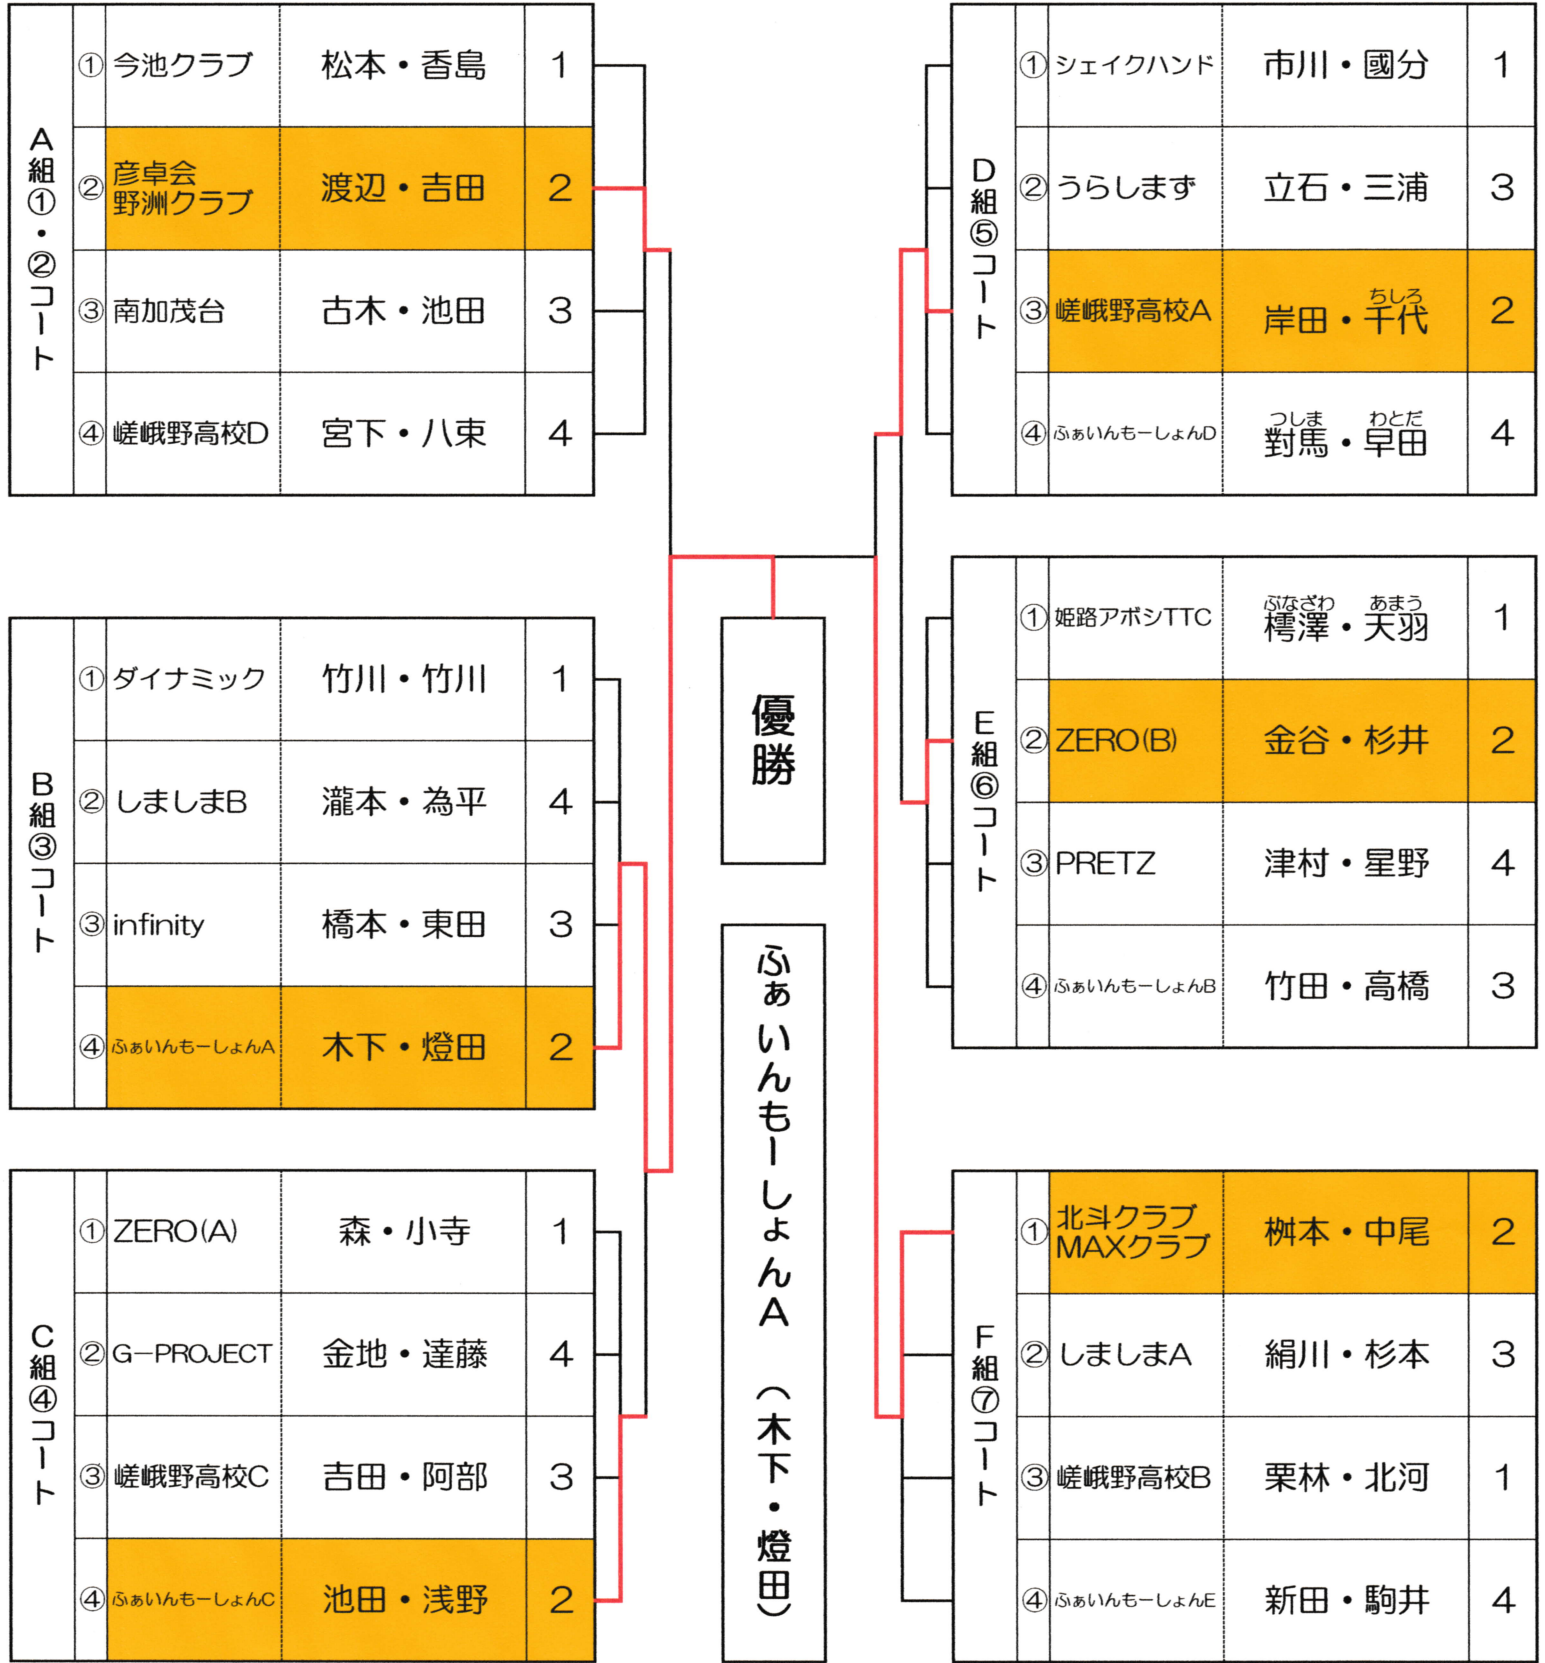 A組①・②コート
① 今池クラブ 松本・香島 1
② 彦卓会 野洲クラブ 渡辺・吉田 2
③ 南加茂台 古木・池田 3
④ 嵯峨野高校D 宮下・八束 4
B組③コート
① ダイナミック 竹川・竹川 1
② しましまB 瀧本・為平 4
③ infinity 橋本・東田 3
④ ふぁいんもーしょんA 木下・燈田 2
C組④コート
① ZERO(A) 森・小寺 1
② G-PROJECT 金地・達藤 4
③ 嵯峨野高校C 吉田・阿部 3
④ ふぁいんもーしょんC 池田・浅野 2
優勝
ふぁいんもーしょんA (木下・燈田)
D組⑤コート
① シェイクハンド 市川・國分 1
② うらしまず 立石・三浦 3
ちしろ
③ 嵯峨野高校A 岸田・千代 2
つしま わとだ
④ ふぁいんもーしょんD 對馬・早田 4
E組⑥コート
ぶなざわ あまう
① 姫路アボシTTC 樗澤・天羽 1
② ZERO(B) 金谷・杉井 2
③ PRETZ 津村・星野 4
④ ふぁいんもーしょんB 竹田・高橋 3
F組⑦コート
① 北斗クラブ MAXクラブ 桝本・中尾 2
② しましまA 絹川・杉本 3
③ 嵯峨野高校B 栗林・北河 1
④ ふぁいんもーしょんE 新田・駒井 4